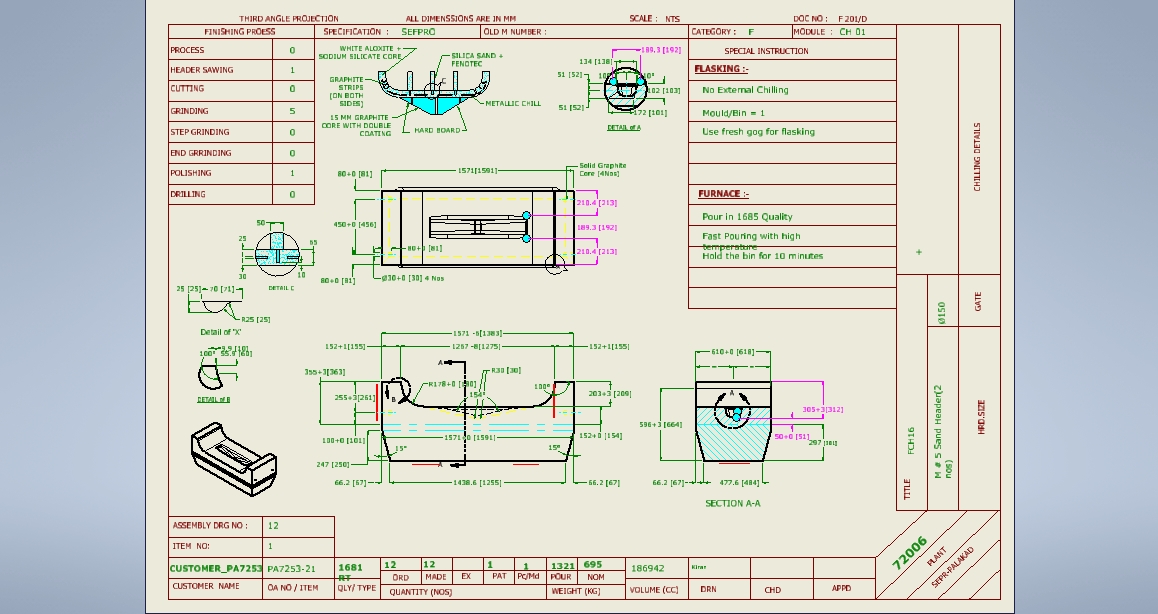 THIRD ANGLE PROJECTION ALL DIMENSSIONS ARE IN MM SCALE : NTS DOC NO : F 201/D
FINISHING PROESS SPECIFICATION : SEFPRO OLD M NUMBER : CATEGORY : F MODULE : CH 01
PROCESS 0
HEADER SAWING 1
CUTTING 0
GRINDING 5
STEP GRINDING 0
END GRRINDING 0
POLISHING 1
DRILLING 0
WHITE ALOXITE +
SODIUM SILICATE CORE
SILICA SAND +
FENOTEC
GRAPHITE
STRIPS
(ON BOTH
SIDES)
METALLIC CHILL
15 MM GRAPHITE
CORE WITH DOUBLE
COATING
HARD BOARD
C
189.3 [192]
134 [138]
51 [52]
102 [103]
51 [52]
172 [101]
DETAIL of A
SPECIAL INSTRUCTION
FLASKING :-
No External Chilling
Mould/Bin = 1
Use fresh gog for flasking
FURNACE :-
Pour in 1685 Quality
Fast Pouring with high
temperature
Hold the bin for 10 minutes
CHILLING DETAILS
+
GATE
Ø150
HRD.SIZE
M # 5 Sand Header(2
nos)
TITLE
FCH16
1571[1591]
Solid Graphite
Core [4Nos]
80+0 [81]
210.4 [213]
450+0 [456]
189.3 [192]
80+0 [81]
210.4 [213]
80+0 [81]
Ø30+0 [30] 4 Nos
50
25
65
30
10
DETAIL C
25 [25]
70 [71]
R25 [25]
Detail of 'X'
9.9 [10]
100°
55.9 [60]
DETAIL of B
1571 -6[1383]
152+1[155]
1267 -8[1275]
152+1[155]
A
355+3[363]
R30 [30]
154°
100°
255+3[261]
B
203+3 [209]
100+0 [101]
152+0 [154]
15°
15°
247 [250]
A
66.2 [67]
1438.6 [1255]
66.2 [67]
610+0 [618]
A
305+3[312]
596+3 [664]
50+0 [51]
66.2 [67]
477.6 [484]
SECTION A-A
ASSEMBLY DRG NO : 12
ITEM NO: 1
CUSTOMER_PA7253 PA7253-21 1681
RT
12 12 1 1 1321 695 186942 Kiran
ORD MADE EX PAT Pc/Md POUR NOM
CUSTOMER NAME OA NO / ITEM QLY/ TYPE QUANTITY (NOS) WEIGHT (KG) VOLUME (CC) DRN CHD APPD
72006
PLANT
SEPR-PALAKAD